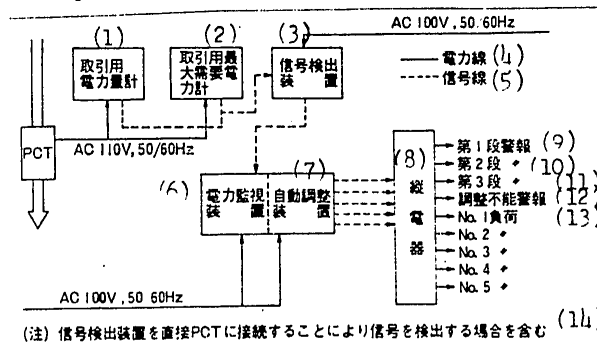 AC 100V, 50/60Hz
(1)
(2)
(3)
取引用
電力量計
取引用最
大需要電
力計
信号検出
装置
電力線 (4)
信号線 (5)
PCT
AC 110V, 50/60Hz
(6)
電力監視
装置
(7)
自動調整
装置
(8)
縦
電
器
第1段警報 (9)
第2段 〃 (10)
第3段 〃 (11)
調整不能警報 (12)
No. 1負荷 (13)
No. 2 〃
No. 3 〃
No. 4 〃
No. 5 〃
AC 100V, 50 60Hz
(注) 信号検出装置を直接PCTに接続することにより信号を検出する場合を含む (14)